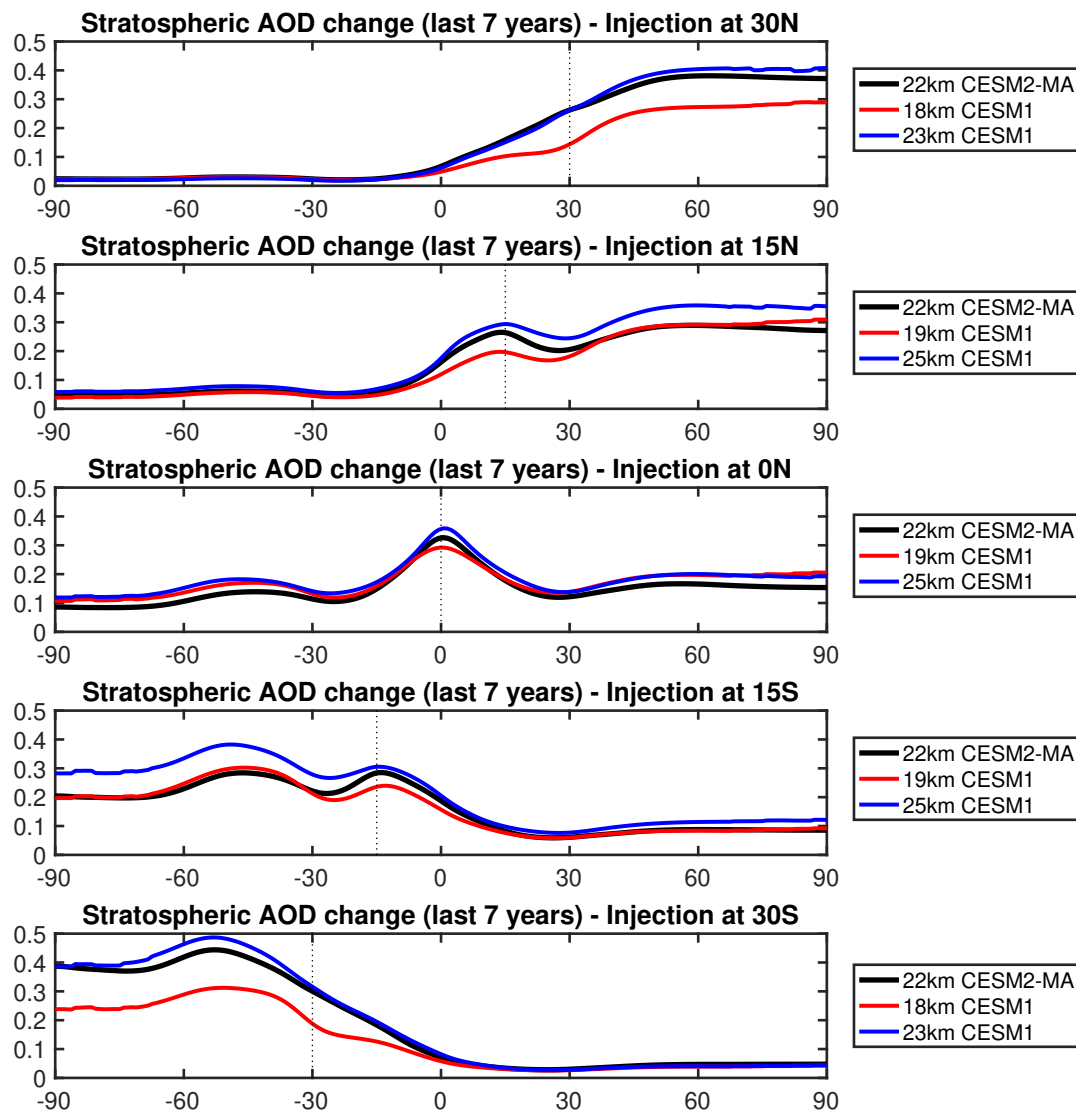 Stratospheric AOD change (last 7 years) - Injection at 30N
0.5
0.4
0.3
0.2
0.1
0
-90 -60 -30 0 30 60 90
22km CESM2-MA
18km CESM1
23km CESM1
Stratospheric AOD change (last 7 years) - Injection at 15N
0.5
0.4
0.3
0.2
0.1
0
-90 -60 -30 0 30 60 90
22km CESM2-MA
19km CESM1
25km CESM1
Stratospheric AOD change (last 7 years) - Injection at 0N
0.5
0.4
0.3
0.2
0.1
0
-90 -60 -30 0 30 60 90
22km CESM2-MA
19km CESM1
25km CESM1
Stratospheric AOD change (last 7 years) - Injection at 15S
0.5
0.4
0.3
0.2
0.1
0
-90 -60 -30 0 30 60 90
22km CESM2-MA
19km CESM1
25km CESM1
Stratospheric AOD change (last 7 years) - Injection at 30S
0.5
0.4
0.3
0.2
0.1
0
-90 -60 -30 0 30 60 90
22km CESM2-MA
18km CESM1
23km CESM1